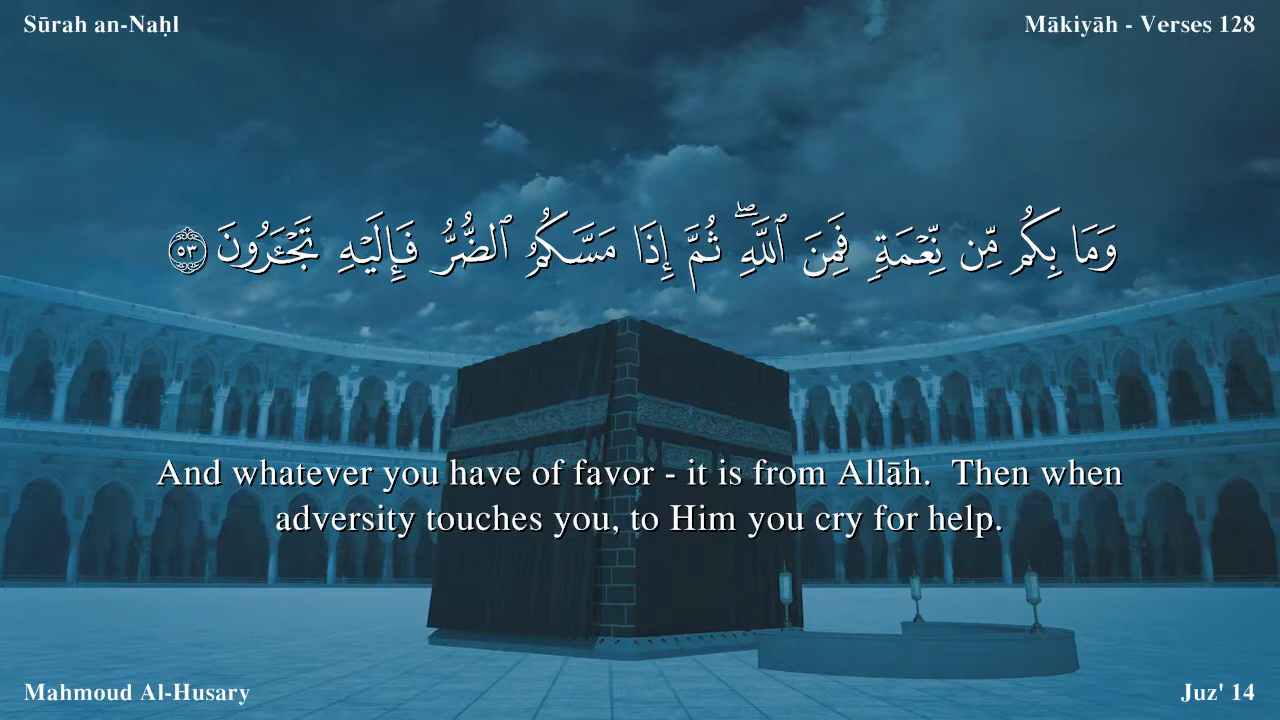 Sūrah an-Naḥl
Mākiyāh - Verses 128
وَمَا بِكُم مِّن نِّعْمَةٍ فَمِنَ ٱللَّهِ ۖ ثُمَّ إِذَا مَسَّكُمُ ٱلضُّرُّ فَإِلَيْهِ تَجْـَٔرُونَ ٥٣
And whatever you have of favor - it is from Allāh.  Then when
adversity touches you, to Him you cry for help.
Mahmoud Al-Husary
Juz' 14